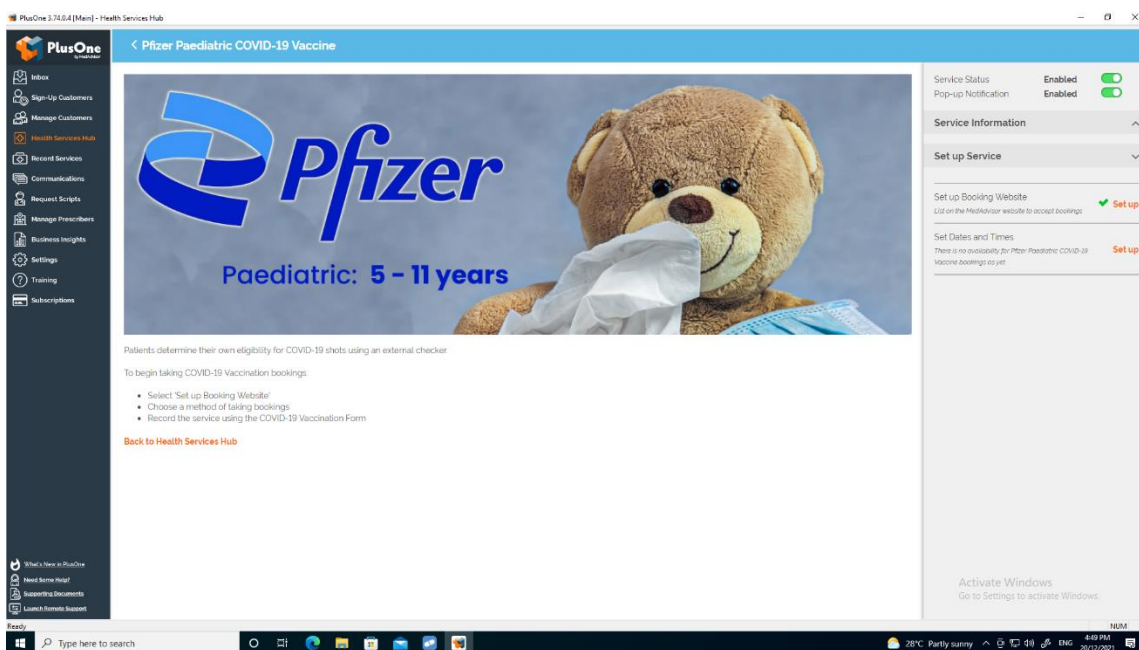 PlusOne 3.74.0.4 [Main] - Health Services Hub
PlusOne
by MedAdvisor
< Pfizer Paediatric COVID-19 Vaccine
Inbox
Sign-Up Customers
Manage Customers
Health Services Hub
Record Services
Communications
Request Scripts
Manage Prescribers
Business Insights
Settings
Training
Subscriptions
What's New in PlusOne
Need Some Help?
Supporting Documents
Launch Remote Support
Pfizer
Paediatric: 5 - 11 years
Patients determine their own eligibility for COVID-19 shots using an external checker
To begin taking COVID-19 Vaccination bookings
• Select 'Set up Booking Website'
• Choose a method of taking bookings
• Record the service using the COVID-19 Vaccination Form
Back to Health Services Hub
Service Status Enabled
Pop-up Notification Enabled
Service Information
Set up Service
Set up Booking Website
List on the MedAdvisor website to accept bookings
Set up
Set Dates and Times
There is no availability for Pfizer Paediatric COVID-19
Vaccine bookings as yet
Set up
Activate Windows
Go to Settings to activate Windows.
Ready
NUM
Type here to search
28°C Partly sunny
ENG
4:49 PM
20/12/2021